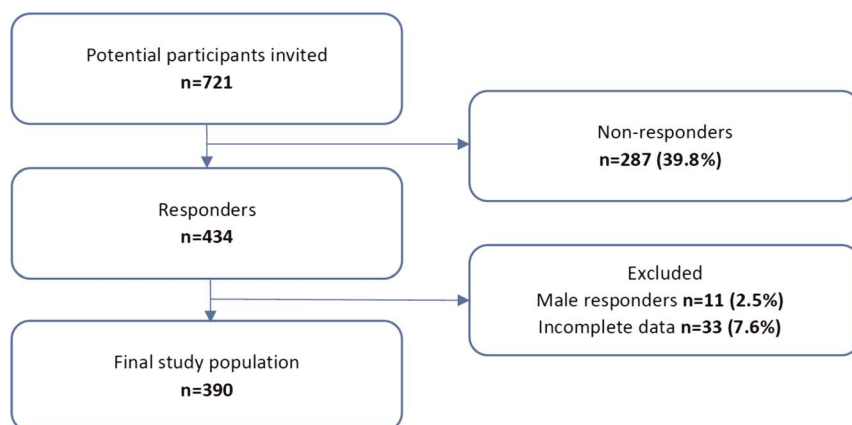 Potential participants invited
n=721
Non-responders
n=287 (39.8%)
Responders
n=434
Excluded
Male responders n=11 (2.5%)
Incomplete data n=33 (7.6%)
Final study population
n=390